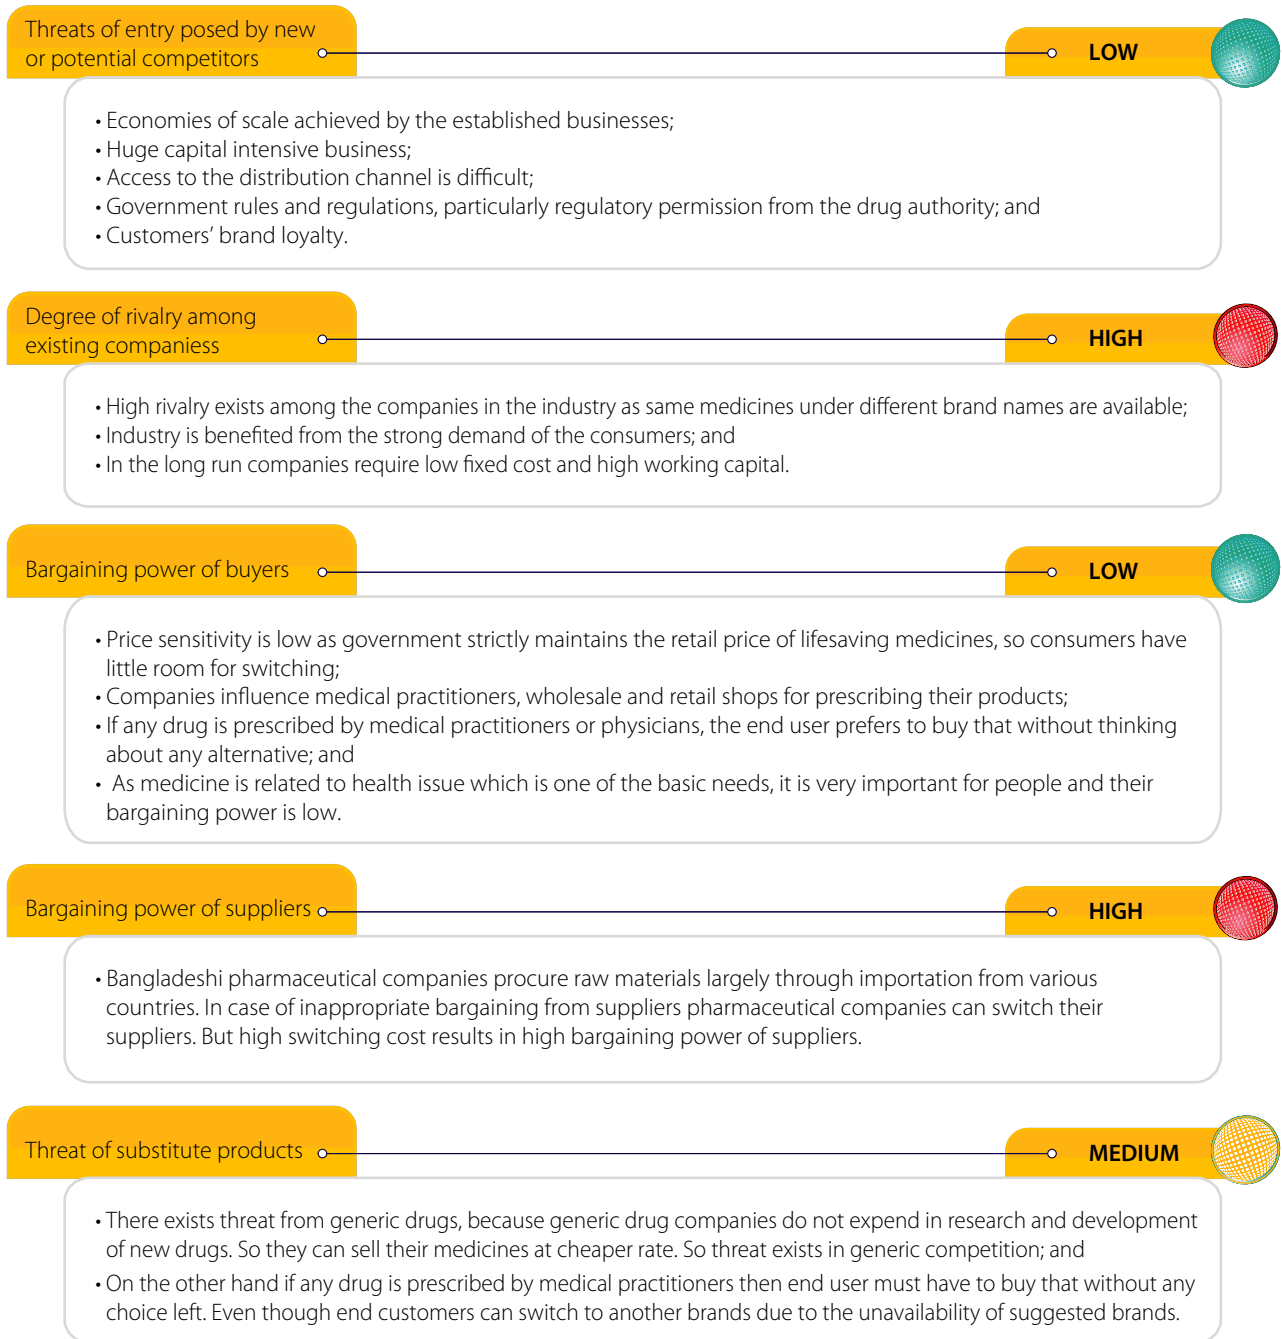 Threats of entry posed by new
or potential competitors
LOW
• Economies of scale achieved by the established businesses;
• Huge capital intensive business;
• Access to the distribution channel is difficult;
• Government rules and regulations, particularly regulatory permission from the drug authority; and
• Customers’ brand loyalty.
Degree of rivalry among
existing companiess
HIGH
• High rivalry exists among the companies in the industry as same medicines under different brand names are available;
• Industry is benefited from the strong demand of the consumers; and
• In the long run companies require low fixed cost and high working capital.
Bargaining power of buyers
LOW
• Price sensitivity is low as government strictly maintains the retail price of lifesaving medicines, so consumers have
little room for switching;
• Companies influence medical practitioners, wholesale and retail shops for prescribing their products;
• If any drug is prescribed by medical practitioners or physicians, the end user prefers to buy that without thinking
about any alternative; and
• As medicine is related to health issue which is one of the basic needs, it is very important for people and their
bargaining power is low.
Bargaining power of suppliers
HIGH
• Bangladeshi pharmaceutical companies procure raw materials largely through importation from various
countries. In case of inappropriate bargaining from suppliers pharmaceutical companies can switch their
suppliers. But high switching cost results in high bargaining power of suppliers.
Threat of substitute products
MEDIUM
• There exists threat from generic drugs, because generic drug companies do not expend in research and development
of new drugs. So they can sell their medicines at cheaper rate. So threat exists in generic competition; and
• On the other hand if any drug is prescribed by medical practitioners then end user must have to buy that without any
choice left. Even though end customers can switch to another brands due to the unavailability of suggested brands.